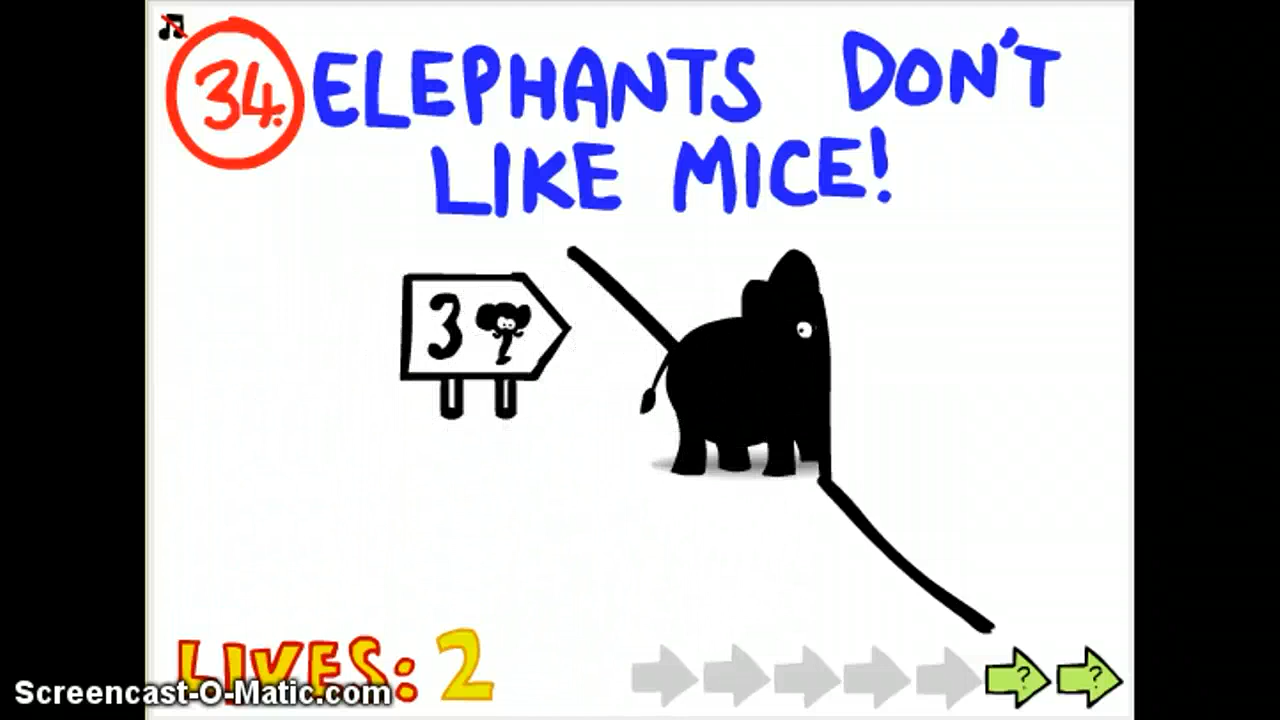 34. ELEPHANTS DON'T
LIKE MICE!
3
LIVES: 2
? ?
Screencast-O-Matic.com